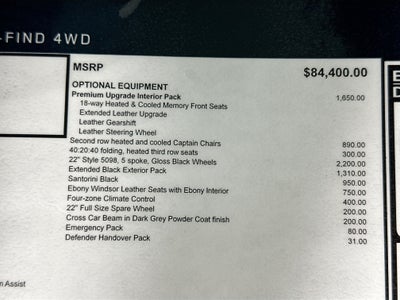 -FIND 4WD
MSRP $84,400.00
OPTIONAL EQUIPMENT
Premium Upgrade Interior Pack 1,650.00
18-way Heated & Cooled Memory Front Seats
Extended Leather Upgrade
Leather Gearshift
Leather Steering Wheel
Second row heated and cooled Captain Chairs 890.00
40:20:40 folding, heated third row seats 300.00
22" Style 5098, 5 spoke, Gloss Black Wheels 2,200.00
Extended Black Exterior Pack 1,310.00
Santorini Black 950.00
Ebony Windsor Leather Seats with Ebony Interior 750.00
Four-zone Climate Control 400.00
22" Full Size Spare Wheel 200.00
Cross Car Beam in Dark Grey Powder Coat finish 200.00
Emergency Pack 80.00
Defender Handover Pack 31.00
Assist